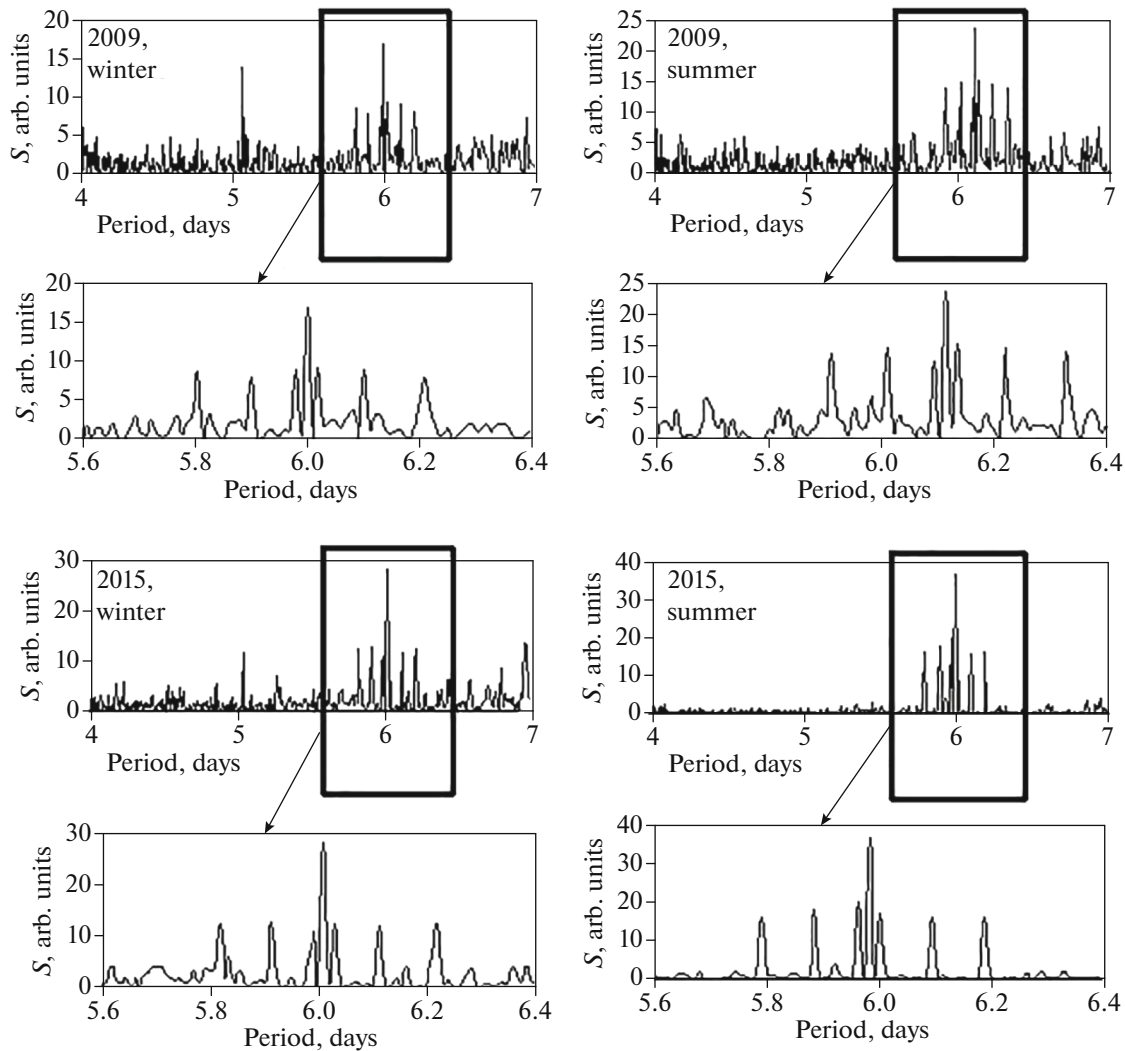 20
15
10
5
0
S, arb. units
2009,
winter
4 5 6 7
Period, days
25
20
15
10
5
0
S, arb. units
2009,
summer
4 5 6 7
Period, days
20
15
10
5
0
S, arb. units
5.6 5.8 6.0 6.2 6.4
Period, days
25
20
15
10
5
0
S, arb. units
5.6 5.8 6.0 6.2 6.4
Period, days
30
20
10
0
S, arb. units
2015,
winter
4 5 6 7
Period, days
40
30
20
10
0
S, arb. units
2015,
summer
4 5 6 7
Period, days
30
20
10
0
S, arb. units
5.6 5.8 6.0 6.2 6.4
Period, days
40
30
20
10
0
S, arb. units
5.6 5.8 6.0 6.2 6.4
Period, days